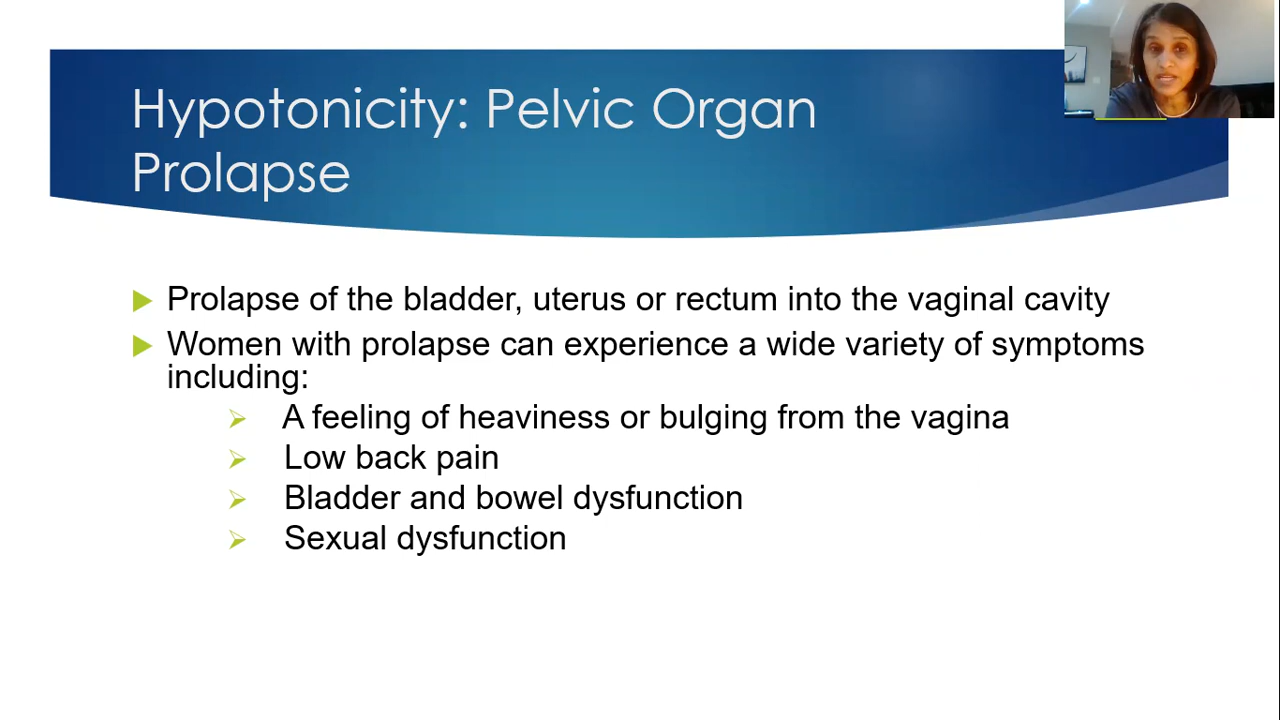 Hypotonicity: Pelvic Organ
Prolapse
Prolapse of the bladder, uterus or rectum into the vaginal cavity
Women with prolapse can experience a wide variety of symptoms
including:
A feeling of heaviness or bulging from the vagina
Low back pain
Bladder and bowel dysfunction
Sexual dysfunction